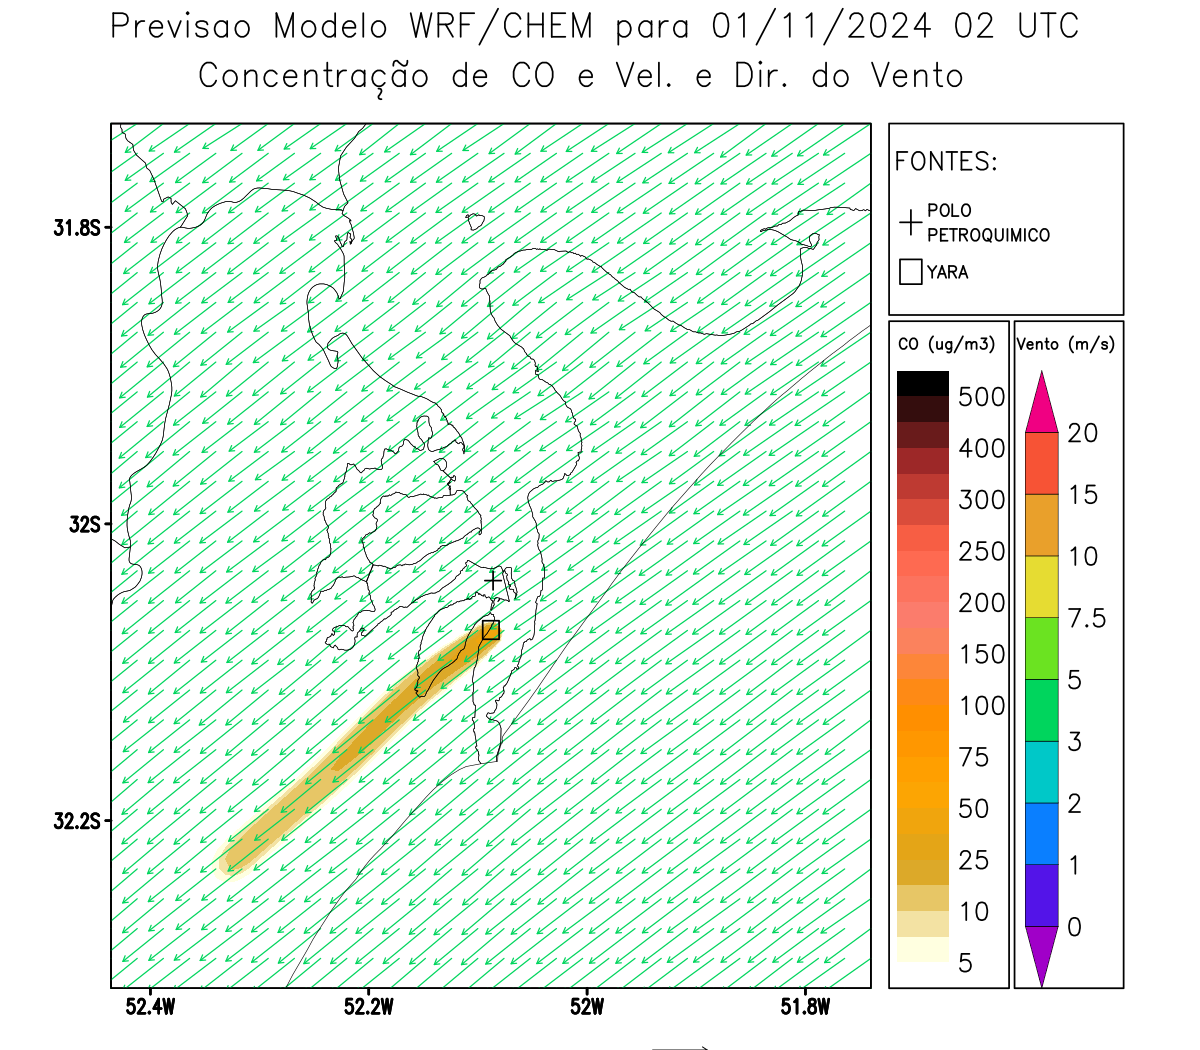 Previsao Modelo WRF/CHEM para 01/11/2024 02 UTC
Concentração de CO e Vel. e Dir. do Vento
FONTES:
POLO
PETROQUIMICO
YARA
CO (ug/m3)
500
400
300
250
200
150
100
75
50
25
10
5
Vento (m/s)
20
15
10
7.5
5
3
2
1
0
31.8S
32S
32.2S
52.4W
52.2W
52W
51.8W